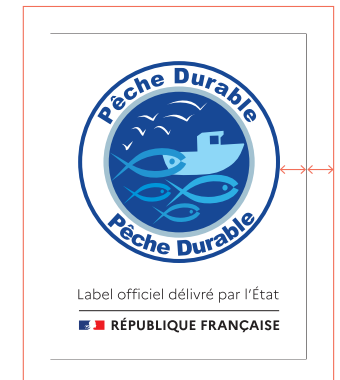 Pêche Durable
Pêche Durable
Label officiel délivré par l'État
RÉPUBLIQUE FRANÇAISE